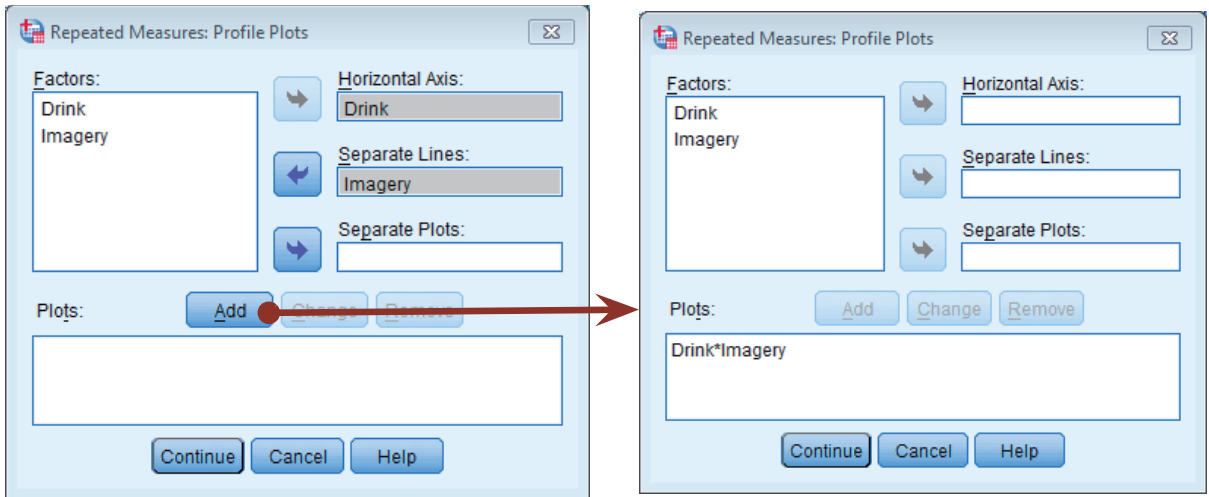 Repeated Measures: Profile Plots
Factors:
Drink
Imagery
Horizontal Axis:
Drink
Separate Lines:
Imagery
Separate Plots:
Plots:
Add
Change
Remove
Continue
Cancel
Help
Repeated Measures: Profile Plots
Factors:
Drink
Imagery
Horizontal Axis:
Separate Lines:
Separate Plots:
Plots:
Add
Change
Remove
Drink*Imagery
Continue
Cancel
Help